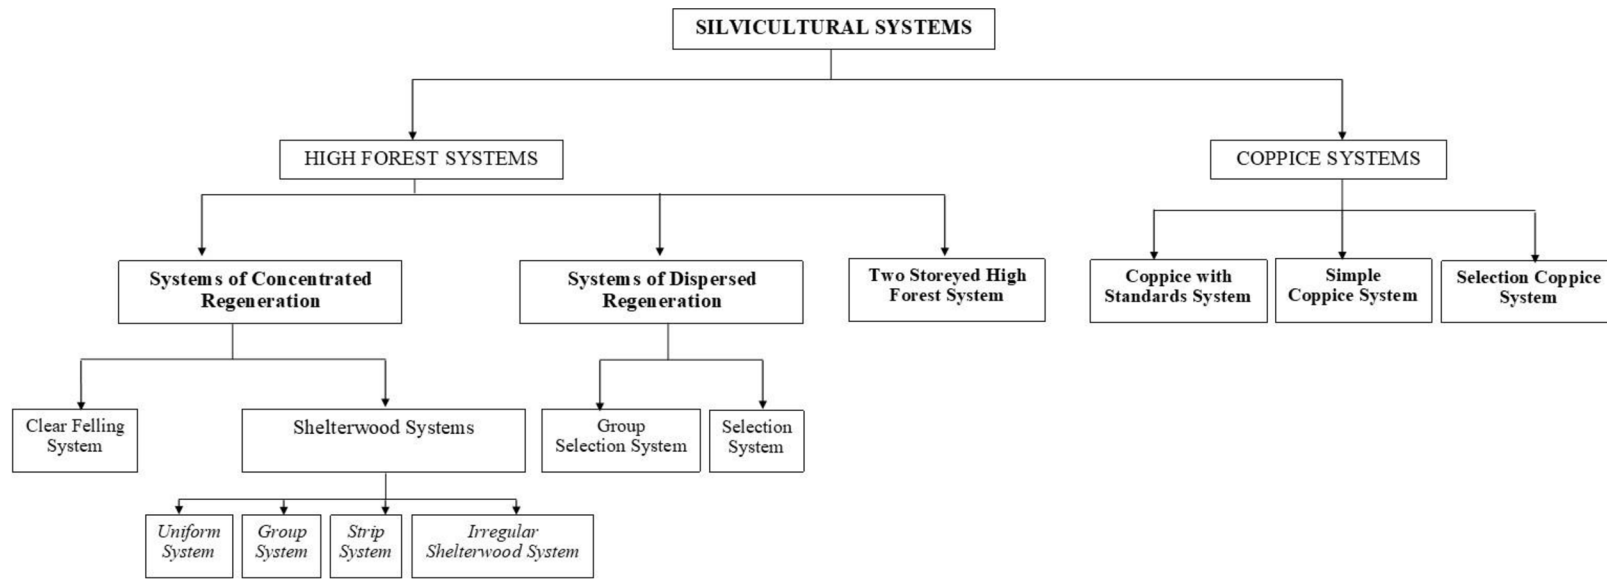 SILVICULTURAL SYSTEMS
HIGH FOREST SYSTEMS
COPPICE SYSTEMS
Systems of Concentrated
Regeneration
Systems of Dispersed
Regeneration
Two Storeyed High
Forest System
Coppice with
Standards System
Simple
Coppice System
Selection Coppice
System
Clear Felling
System
Shelterwood Systems
Group
Selection System
Selection
System
Uniform
System
Group
System
Strip
System
Irregular
Shelterwood System